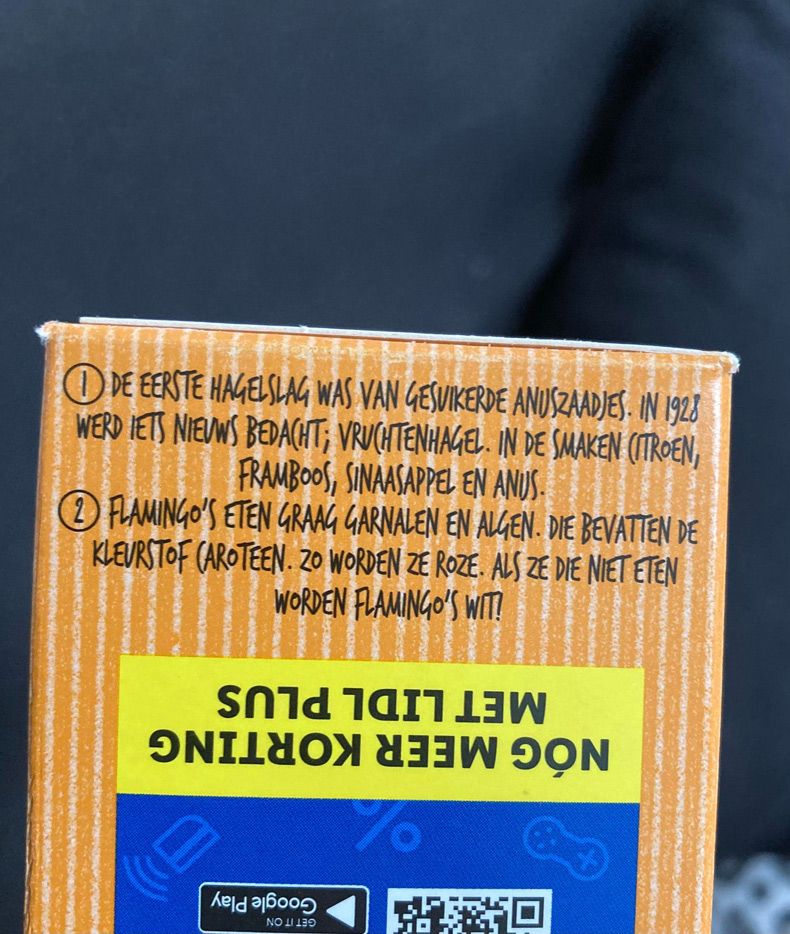 ① DE EERSTE HAGELSLAG WAS VAN GESUIKERDE ANIJSZAADJES. IN 1928
WERD IETS NIEUWS BEDACHT; VRUCHTENHAGEL. IN DE SMAKEN CITROEN,
FRAMBOOS, SINAASAPPEL EN ANIJS.
② FLAMINGO'S ETEN GRAAG GARNALEN EN ALGEN. DIE BEVATTEN DE
KLEURSTOF CAROTEEN. ZO WORDEN ZE ROZE. ALS ZE DIE NIET ETEN
WORDEN FLAMINGO'S WIT!
NÓG MEER KORTING
MET LIDL PLUS
%
GET IT ON
Google Play